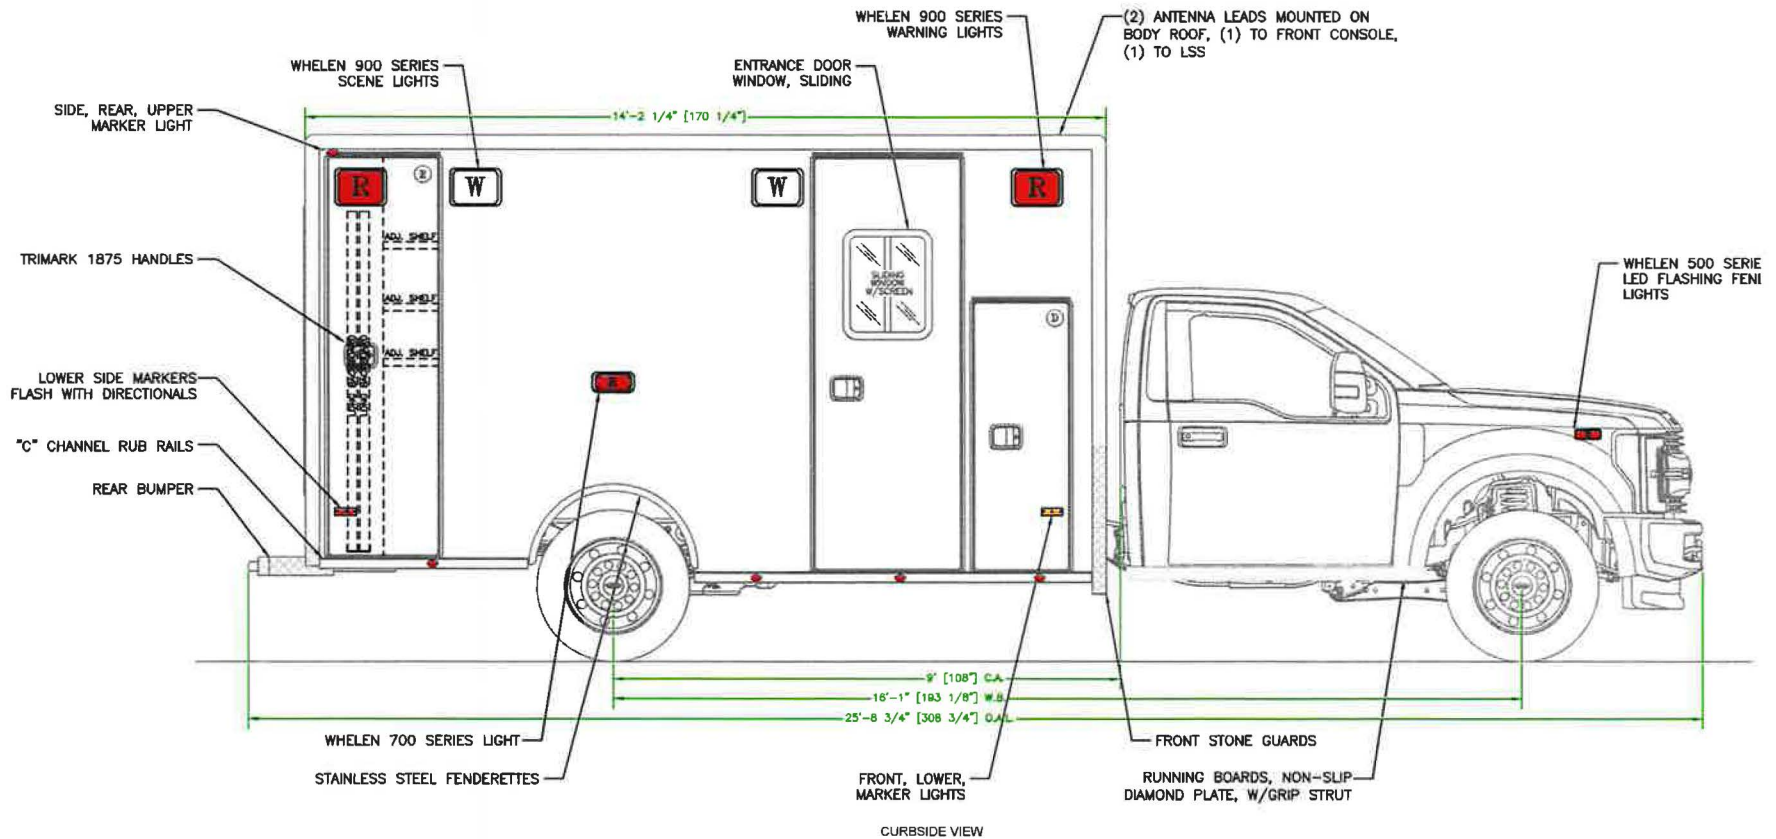 WHELEN 900 SERIES
WARNING LIGHTS
(2) ANTENNA LEADS MOUNTED ON
BODY ROOF, (1) TO FRONT CONSOLE,
(1) TO LSS
WHELEN 900 SERIES
SCENE LIGHTS
ENTRANCE DOOR
WINDOW, SLIDING
SIDE, REAR, UPPER
MARKER LIGHT
14'-2 1/4" [170 1/4"]
R
E
W
W
R
ADJ. SHELF
TRIMARK 1875 HANDLES
SLIDING
WINDOW
W/SCREEN
WHELEN 500 SERIE
LED FLASHING FEN
LIGHTS
ADJ. SHELF
D
ADJ. SHELF
LOWER SIDE MARKERS
FLASH WITH DIRECTIONALS
R
"C" CHANNEL RUB RAILS
REAR BUMPER
9' [108"] C.A.
16'-1" [193 1/8"] W.B.
25'-8 3/4" [308 3/4"] O.A.L.
WHELEN 700 SERIES LIGHT
FRONT STONE GUARDS
STAINLESS STEEL FENDERETTES
FRONT, LOWER,
MARKER LIGHTS
RUNNING BOARDS, NON-SLIP
DIAMOND PLATE, W/GRIP STRUT
CURBSIDE VIEW